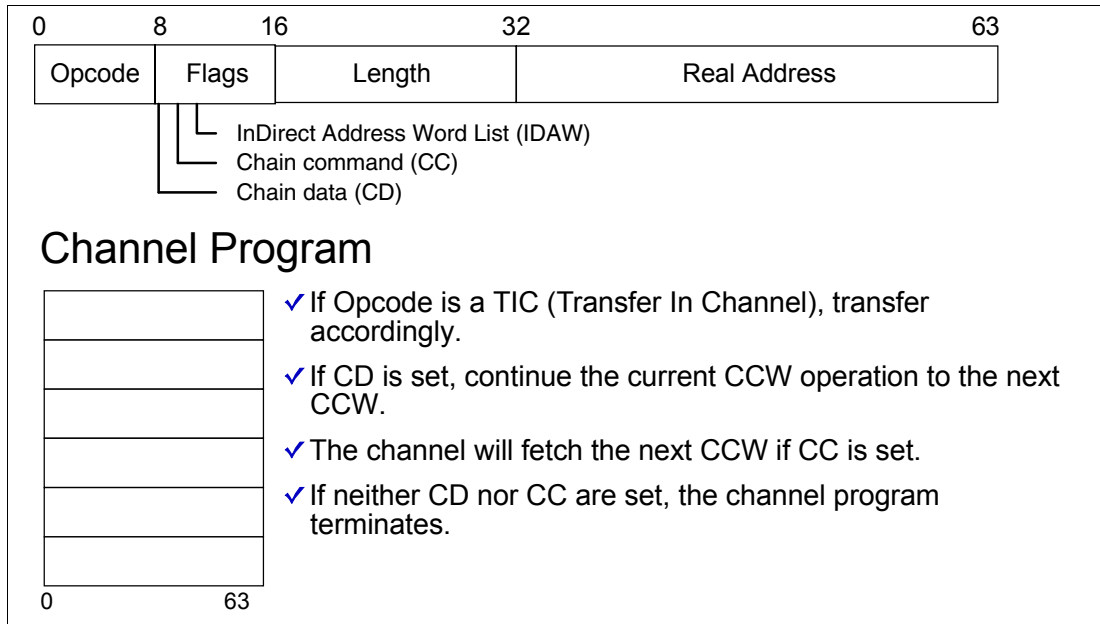 0 8 16 32 63
Opcode Flags Length Real Address
InDirect Address Word List (IDAW)
Chain command (CC)
Chain data (CD)
Channel Program
✓ If Opcode is a TIC (Transfer In Channel), transfer
accordingly.
✓ If CD is set, continue the current CCW operation to the next
CCW.
✓ The channel will fetch the next CCW if CC is set.
✓ If neither CD nor CC are set, the channel program
terminates.
0 63